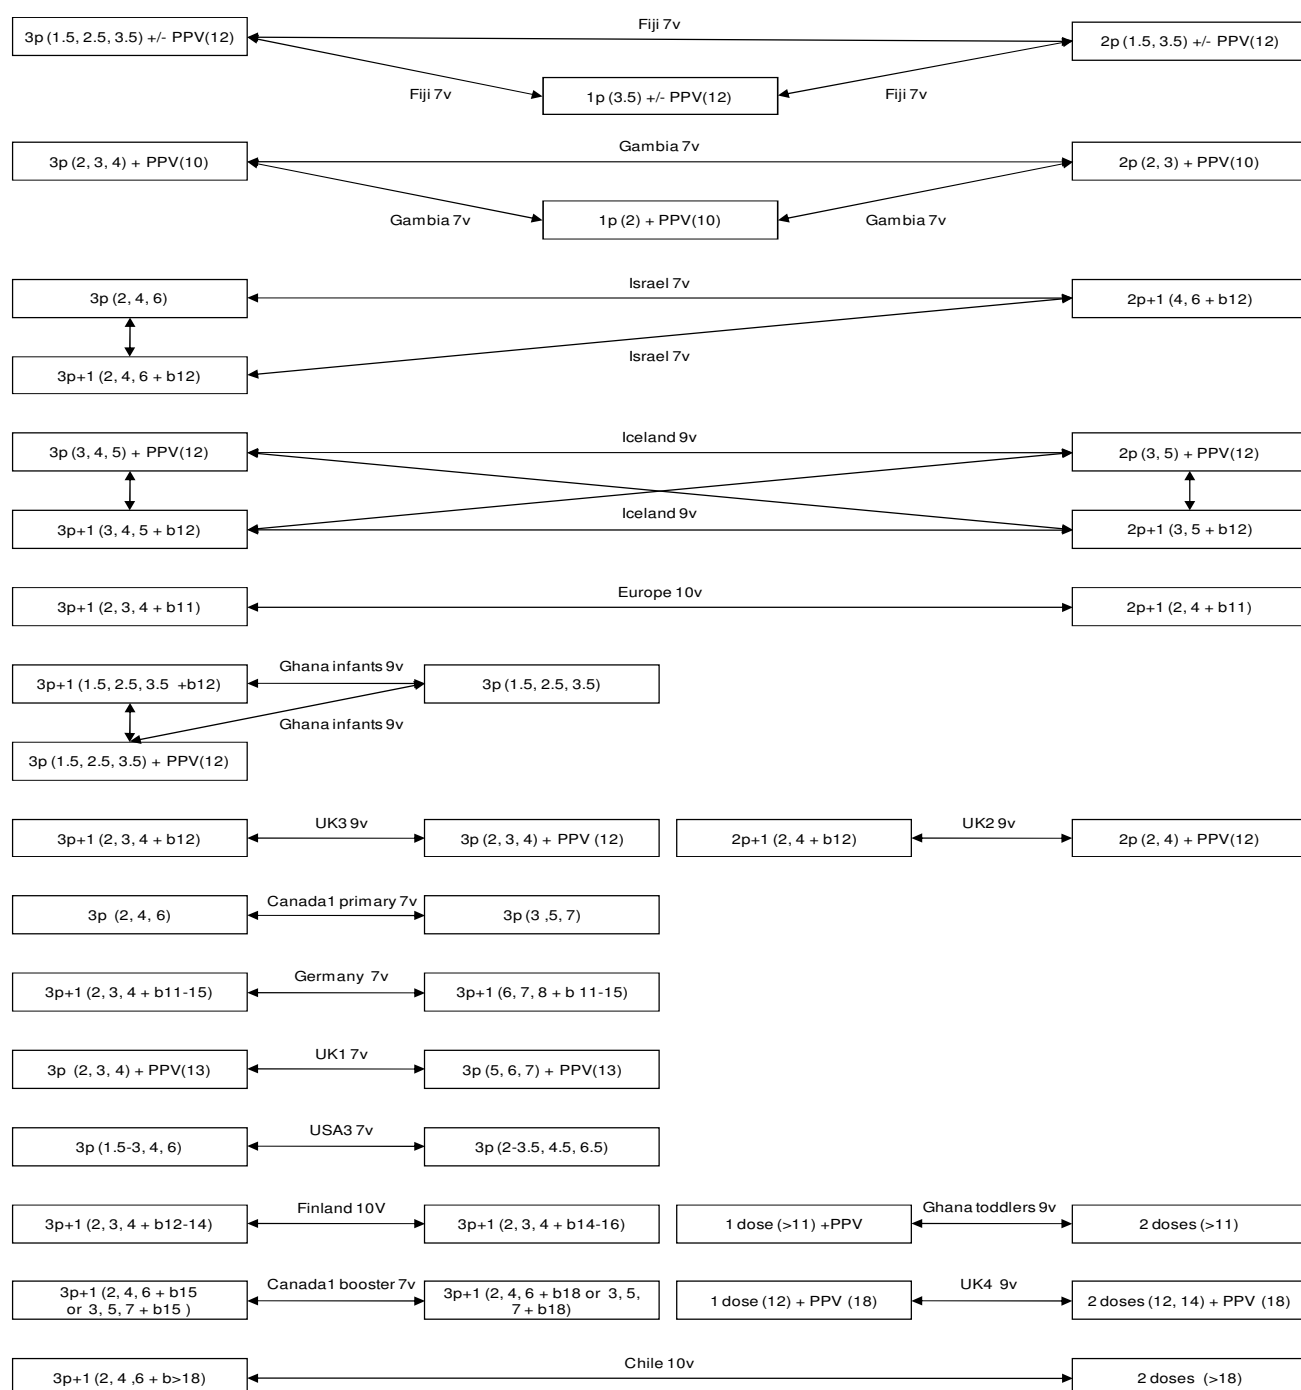 Fiji 7v
3p (1.5, 2.5, 3.5) +/- PPV(12)
2p (1.5, 3.5) +/- PPV(12)
Fiji 7v
1p (3.5) +/- PPV(12)
Fiji 7v
Gambia 7v
3p (2, 3, 4) + PPV(10)
2p (2, 3) + PPV(10)
Gambia 7v
1p (2) + PPV(10)
Gambia 7v
Israel 7v
3p (2, 4, 6)
2p+1 (4, 6 + b12)
Israel 7v
3p+1 (2, 4, 6 + b12)
Iceland 9v
3p (3, 4, 5) + PPV(12)
2p (3, 5) + PPV(12)
Iceland 9v
3p+1 (3, 4, 5 + b12)
2p+1 (3, 5 + b12)
Europe 10v
3p+1 (2, 3, 4 + b11)
2p+1 (2, 4 + b11)
Ghana infants 9v
3p+1 (1.5, 2.5, 3.5 +b12)
3p (1.5, 2.5, 3.5)
Ghana infants 9v
3p (1.5, 2.5, 3.5) + PPV(12)
UK3 9v
3p+1 (2, 3, 4 + b12)
3p (2, 3, 4) + PPV (12)
UK2 9v
2p+1 (2, 4 + b12)
2p (2, 4) + PPV(12)
Canada1 primary 7v
3p (2, 4, 6)
3p (3 ,5, 7)
Germany 7v
3p+1 (2, 3, 4 + b11-15)
3p+1 (6, 7, 8 + b 11-15)
UK1 7v
3p (2, 3, 4) + PPV(13)
3p (5, 6, 7) + PPV(13)
USA3 7v
3p (1.5-3, 4, 6)
3p (2-3.5, 4.5, 6.5)
Finland 10V
3p+1 (2, 3, 4 + b12-14)
3p+1 (2, 3, 4 + b14-16)
Ghana toddlers 9v
1 dose (>11) +PPV
2 doses (>11)
Canada1 booster 7v
3p+1 (2, 4, 6 + b15
or 3, 5, 7 + b15 )
3p+1 (2, 4, 6 + b18 or 3, 5,
7 + b18)
UK4 9v
1 dose (12) + PPV (18)
2 doses (12, 14) + PPV (18)
Chile 10v
3p+1 (2, 4 ,6 + b>18)
2 doses (>18)